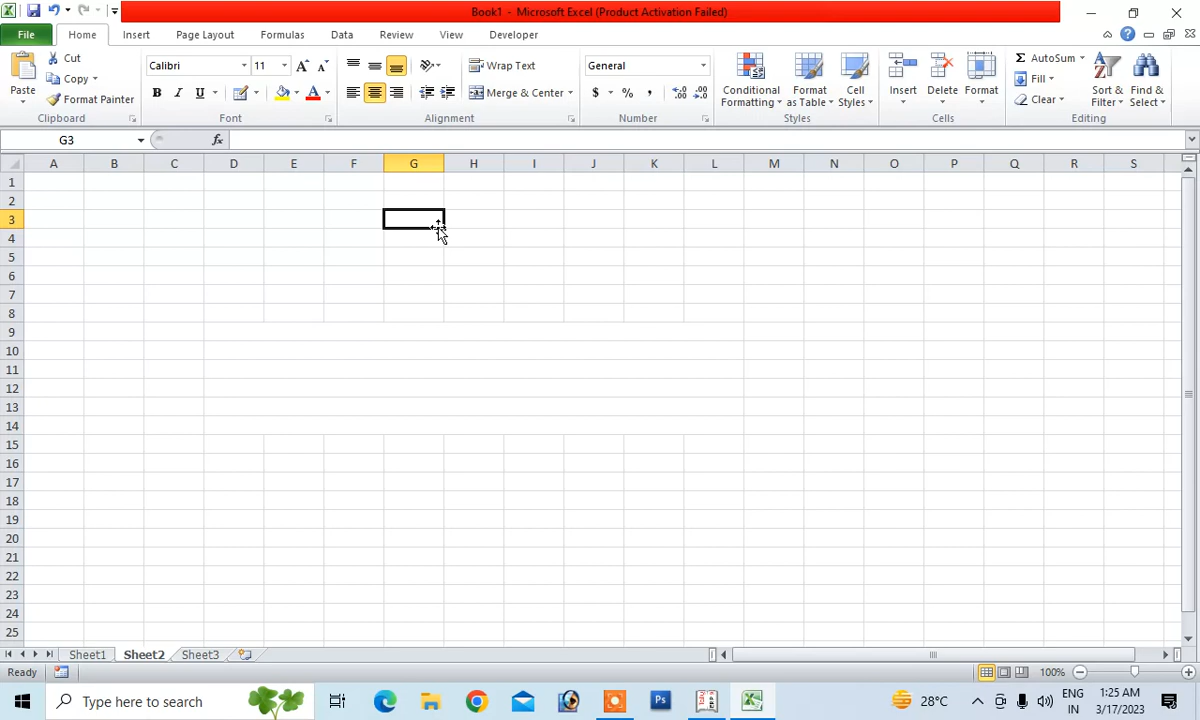 Book1 - Microsoft Excel (Product Activation Failed)
File Home Insert Page Layout Formulas Data Review View Developer
Paste Cut Copy Format Painter Clipboard
Calibri 11 A A B I U A Font
Wrap Text Merge & Center Alignment
General $ % , .0 .00 .00 .0 Number
Conditional Formatting Format as Table Cell Styles Styles
Insert Delete Format Cells
Σ AutoSum Fill Clear Sort & Filter Find & Select Editing
G3 fx
A B C D E F G H I J K L M N O P Q R S
1
2
3
4
5
6
7
8
9
10
11
12
13
14
15
16
17
18
19
20
21
22
23
24
25
Sheet1 Sheet2 Sheet3
Ready 100%
Type here to search 28°C ENG IN 1:25 AM 3/17/2023